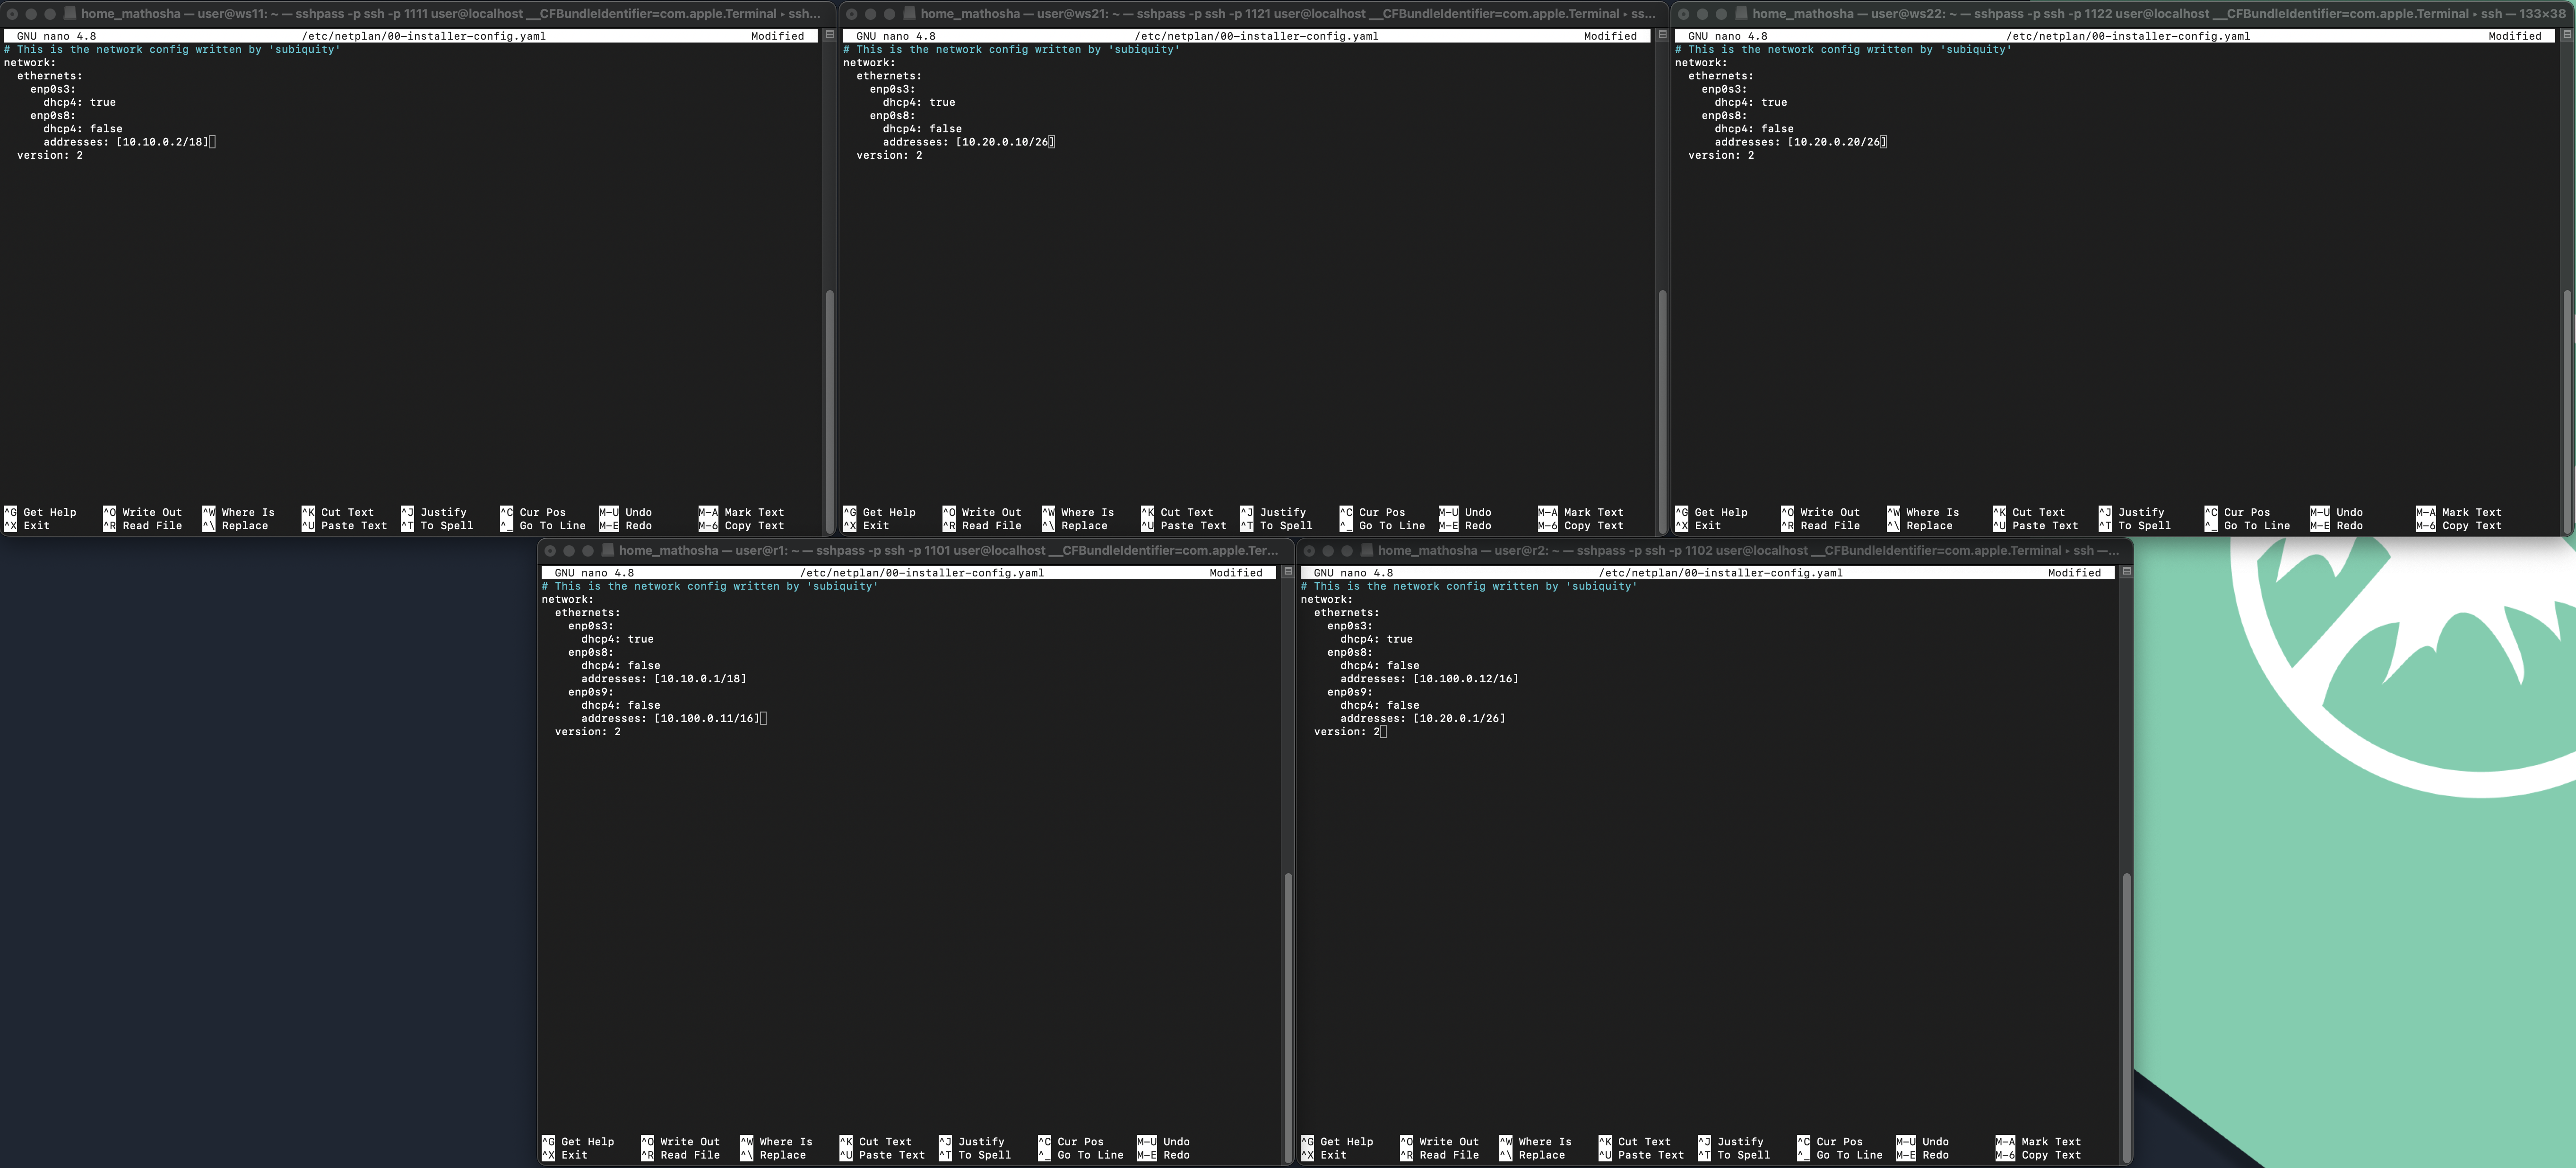 home_mathosha — user@ws11: ~ — sshpass -p ssh -p 1111 user@localhost __CFBundleIdentifier=com.apple.Terminal ▸ ssh...
GNU nano 4.8 /etc/netplan/00-installer-config.yaml Modified
# This is the network config written by 'subiquity'
network:
  ethernets:
    enp0s3:
      dhcp4: true
    enp0s8:
      dhcp4: false
      addresses: [10.10.0.2/18]
  version: 2
^G Get Help ^O Write Out ^W Where Is ^K Cut Text ^J Justify ^C Cur Pos M-U Undo M-A Mark Text
^X Exit ^R Read File ^\ Replace ^U Paste Text ^T To Spell ^_ Go To Line M-E Redo M-6 Copy Text
home_mathosha — user@ws21: ~ — sshpass -p ssh -p 1121 user@localhost __CFBundleIdentifier=com.apple.Terminal ▸ ss...
GNU nano 4.8 /etc/netplan/00-installer-config.yaml Modified
# This is the network config written by 'subiquity'
network:
  ethernets:
    enp0s3:
      dhcp4: true
    enp0s8:
      dhcp4: false
      addresses: [10.20.0.10/26]
  version: 2
^G Get Help ^O Write Out ^W Where Is ^K Cut Text ^J Justify ^C Cur Pos M-U Undo M-A Mark Text
^X Exit ^R Read File ^\ Replace ^U Paste Text ^T To Spell ^_ Go To Line M-E Redo M-6 Copy Text
home_mathosha — user@ws22: ~ — sshpass -p ssh -p 1122 user@localhost __CFBundleIdentifier=com.apple.Terminal ▸ ssh — 133×38
GNU nano 4.8 /etc/netplan/00-installer-config.yaml Modified
# This is the network config written by 'subiquity'
network:
  ethernets:
    enp0s3:
      dhcp4: true
    enp0s8:
      dhcp4: false
      addresses: [10.20.0.20/26]
  version: 2
^G Get Help ^O Write Out ^W Where Is ^K Cut Text ^J Justify ^C Cur Pos M-U Undo M-A Mark Text
^X Exit ^R Read File ^\ Replace ^U Paste Text ^T To Spell ^_ Go To Line M-E Redo M-6 Copy Text
home_mathosha — user@r1: ~ — sshpass -p ssh -p 1101 user@localhost __CFBundleIdentifier=com.apple.Ter...
GNU nano 4.8 /etc/netplan/00-installer-config.yaml Modified
# This is the network config written by 'subiquity'
network:
  ethernets:
    enp0s3:
      dhcp4: true
    enp0s8:
      dhcp4: false
      addresses: [10.10.0.1/18]
    enp0s9:
      dhcp4: false
      addresses: [10.100.0.11/16]
  version: 2
^G Get Help ^O Write Out ^W Where Is ^K Cut Text ^J Justify ^C Cur Pos M-U Undo
^X Exit ^R Read File ^\ Replace ^U Paste Text ^T To Spell ^_ Go To Line M-E Redo
home_mathosha — user@r2: ~ — sshpass -p ssh -p 1102 user@localhost __CFBundleIdentifier=com.apple.Terminal ▸ ssh —...
GNU nano 4.8 /etc/netplan/00-installer-config.yaml Modified
# This is the network config written by 'subiquity'
network:
  ethernets:
    enp0s3:
      dhcp4: true
    enp0s8:
      dhcp4: false
      addresses: [10.100.0.12/16]
    enp0s9:
      dhcp4: false
      addresses: [10.20.0.1/26]
  version: 2
^G Get Help ^O Write Out ^W Where Is ^K Cut Text ^J Justify ^C Cur Pos M-U Undo M-A Mark Text
^X Exit ^R Read File ^\ Replace ^U Paste Text ^T To Spell ^_ Go To Line M-E Redo M-6 Copy Text